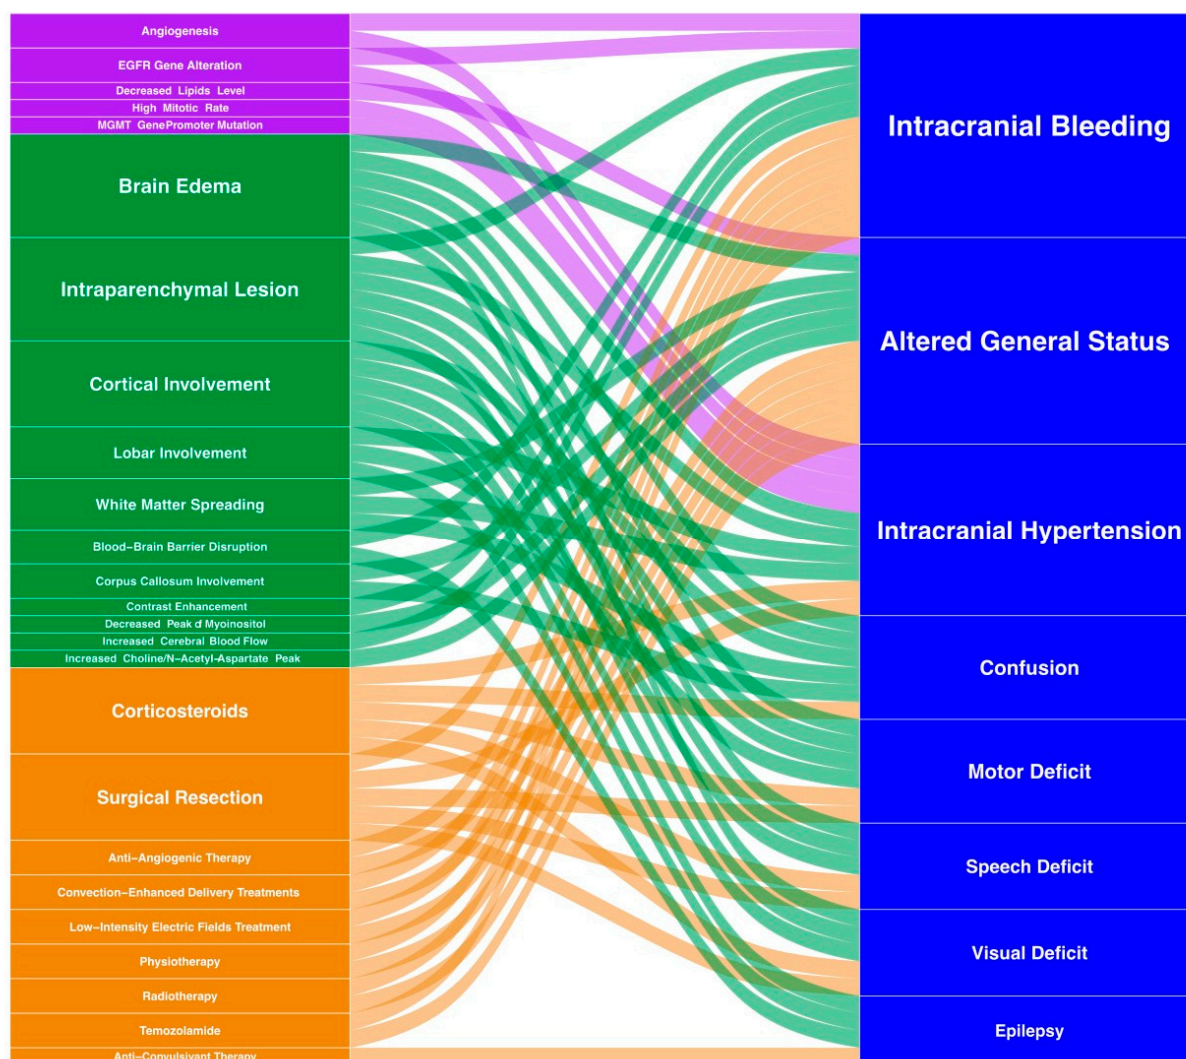 Angiogenesis
EGFR Gene Alteration
Decreased Lipids Level
High Mitotic Rate
MGMT GenePromoter Mutation
Brain Edema
Intraparenchymal Lesion
Cortical Involvement
Lobar Involvement
White Matter Spreading
Blood–Brain Barrier Disruption
Corpus Callosum Involvement
Contrast Enhancement
Decreased Peak of Myoinositol
Increased Cerebral Blood Flow
Increased Choline/N–Acetyl–Aspartate Peak
Corticosteroids
Surgical Resection
Anti–Angiogenic Therapy
Convection–Enhanced Delivery Treatments
Low–Intensity Electric Fields Treatment
Physiotherapy
Radiotherapy
Temozolamide
Anti–Convulsivant Therapy
Intracranial Bleeding
Altered General Status
Intracranial Hypertension
Confusion
Motor Deficit
Speech Deficit
Visual Deficit
Epilepsy